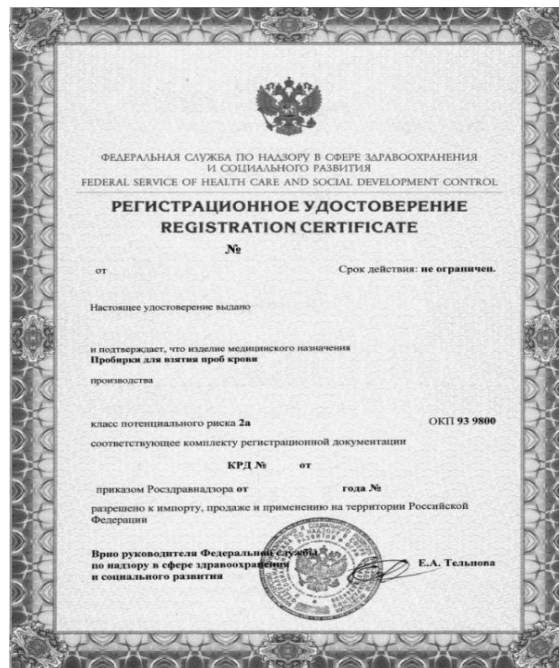 ФЕДЕРАЛЬНАЯ СЛУЖБА ПО НАДЗОРУ В СФЕРЕ ЗДРАВООХРАНЕНИЯ
И СОЦИАЛЬНОГО РАЗВИТИЯ
FEDERAL SERVICE OF HEALTH CARE AND SOCIAL DEVELOPMENT CONTROL
РЕГИСТРАЦИОННОЕ УДОСТОВЕРЕНИЕ
REGISTRATION CERTIFICATE
№
от Срок действия: не ограничен.
Настоящее удостоверение выдано
и подтверждает, что изделие медицинского назначения
Пробирки для взятия проб крови
производства
класс потенциального риска 2а ОКП 93 9800
соответствующее комплекту регистрационной документации
КРД № от
приказом Росздравнадзора от года №
разрешено к импорту, продаже и применению на территории Российской
Федерации
Врио руководителя Федеральной службы
по надзору в сфере здравоохранения
и социального развития
Е.А. Тельнова